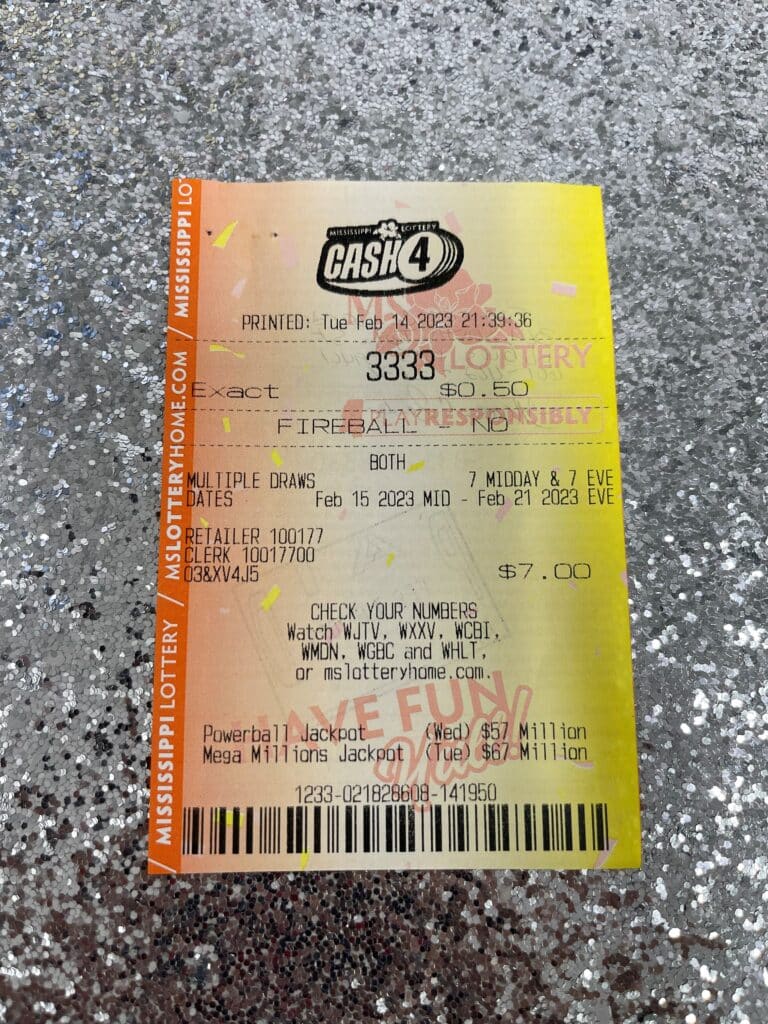 MISSISSIPPI LOTTERY
CASH 4
PRINTED: Tue Feb 14 2023 21:39:36
3333
Exact $0.50
FIREBALL - NO
BOTH
MULTIPLE DRAWS 7 MIDDAY & 7 EVE
DATES Feb 15 2023 MID - Feb 21 2023 EVE
RETAILER 100177
CLERK 10017700
03&XV4J5 $7.00
CHECK YOUR NUMBERS
Watch WJTV, WXXV, WCBI,
WMDN, WGBC and WHLT,
or mslotteryhome.com.
Powerball Jackpot (Wed) $57 Million
Mega Millions Jackpot (Tue) $67 Million
1233-021828608-141950
MS LOTTERY
PLAY RESPONSIBLY
HAVE FUN
Y'all!
/ MISSISSIPPI LOTTERY / MSLOTTERYHOME.COM / MISSISSIPPI LO